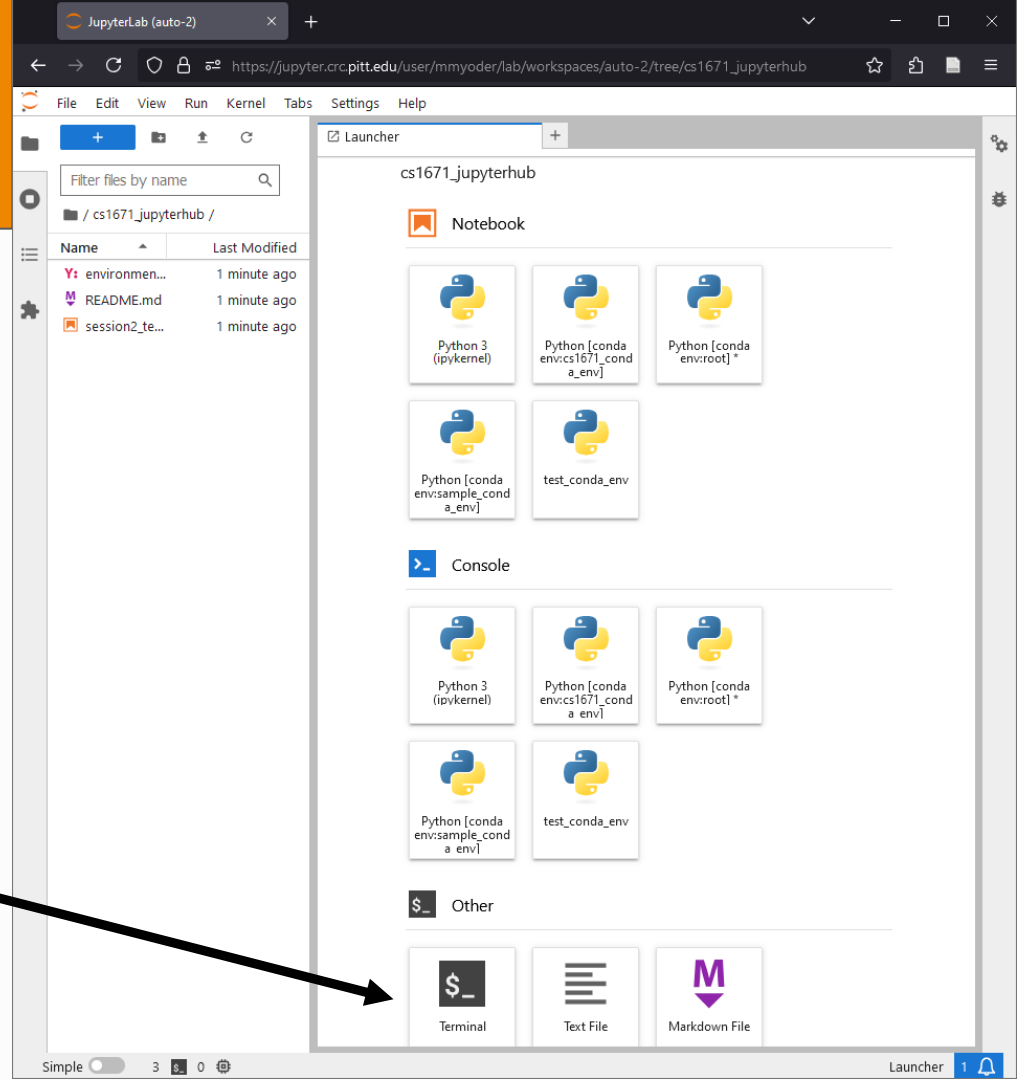 JupyterLab (auto-2)
https://jupyter.crc.pitt.edu/user/mmyoder/lab/workspaces/auto-2/tree/cs1671_jupyterhub
File Edit View Run Kernel Tabs Settings Help
Launcher
Filter files by name
/ cs1671_jupyterhub /
Name Last Modified
Y: environmen... 1 minute ago
M README.md 1 minute ago
session2_te... 1 minute ago
cs1671_jupyterhub
Notebook
Python 3
(ipykernel)
Python [conda
env:cs1671_cond
a_env]
Python [conda
env:root] *
Python [conda
env:sample_cond
a_env]
test_conda_env
Console
Python 3
(ipykernel)
Python [conda
env:cs1671_cond
a_env]
Python [conda
env:root] *
Python [conda
env:sample_cond
a_env]
test_conda_env
$_ Other
$_
Terminal
Text File
M
Markdown File
Simple 3 $_ 0 Launcher 1